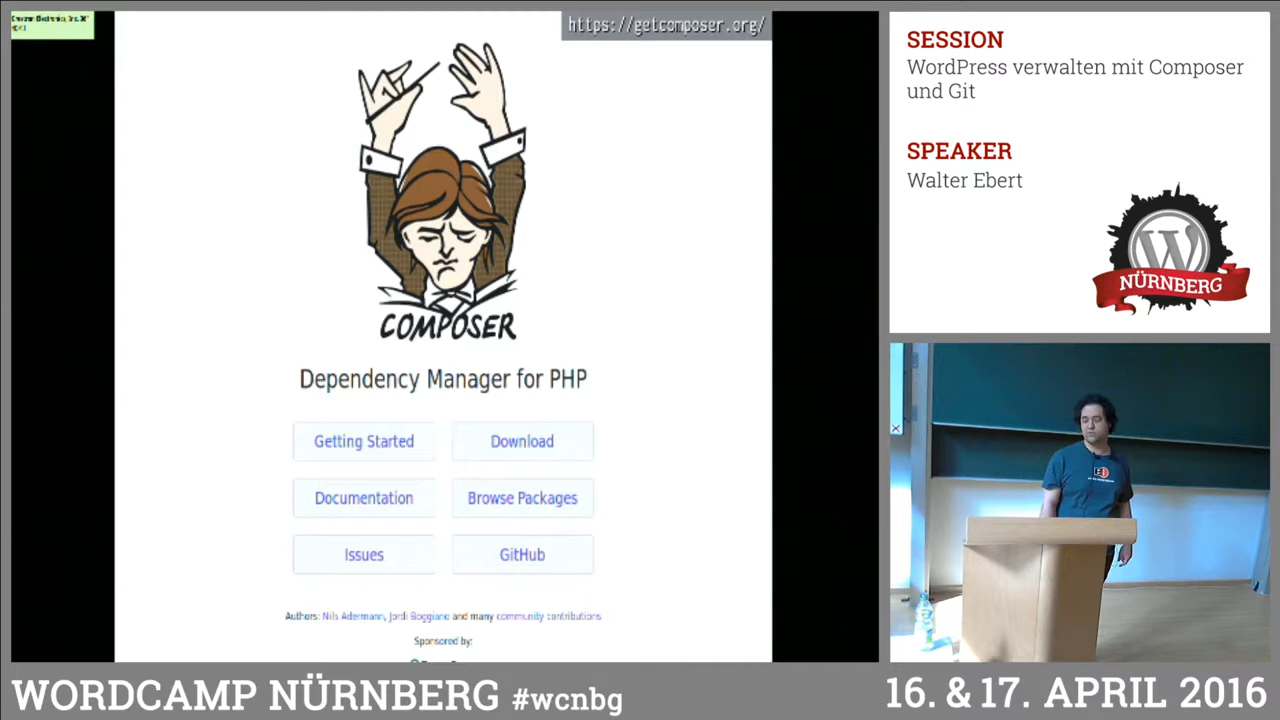 https://getcomposer.org/
COMPOSER
Dependency Manager for PHP
Getting Started
Download
Documentation
Browse Packages
Issues
GitHub
Authors: Nils Adermann, Jordi Boggiano and many community contributions
Sponsored by:
SESSION
WordPress verwalten mit Composer
und Git
SPEAKER
Walter Ebert
W
NÜRNBERG
WORDCAMP NÜRNBERG #wcnbg
16. & 17. APRIL 2016